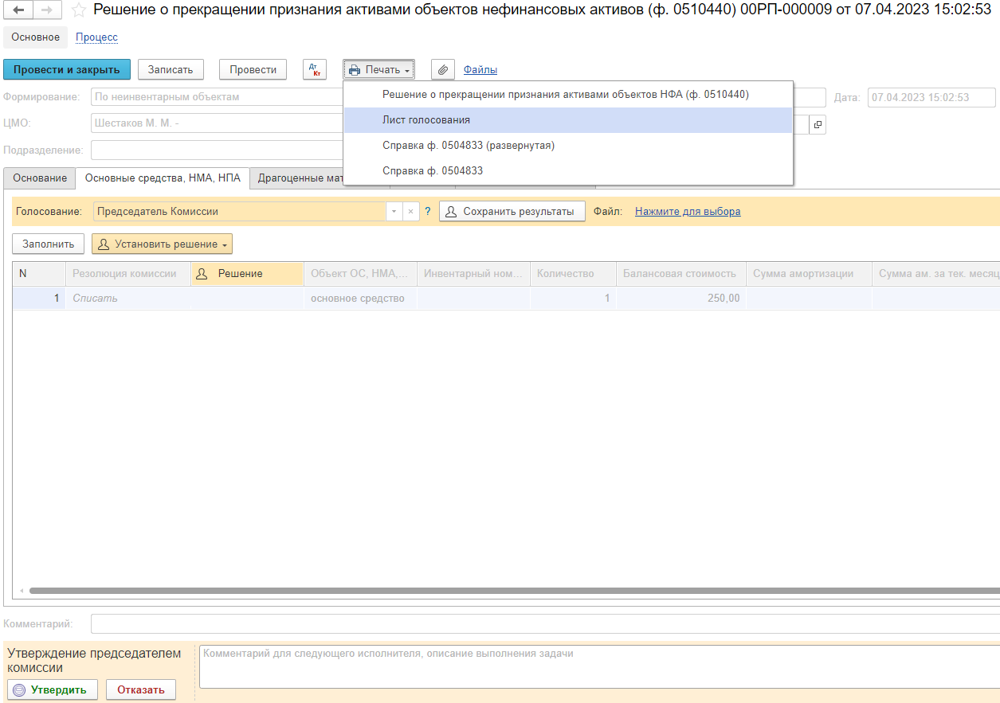 Решение о прекращении признания активами объектов нефинансовых активов (ф. 0510440) 00РП-000009 от 07.04.2023 15:02:53
Основное Процесс
Провести и закрыть Записать Провести Дт Кт Печать Файлы
Решение о прекращении признания активами объектов НФА (ф. 0510440)
Лист голосования
Справка ф. 0504833 (развернутая)
Справка ф. 0504833
Формирование: По неинвентарным объектам Дата: 07.04.2023 15:02:53
ЦМО: Шестаков М. М. -
Подразделение:
Основание Основные средства, НМА, НПА Драгоценные мат
Голосование: Председатель Комиссии ? Сохранить результаты Файл: Нажмите для выбора
Заполнить Установить решение
N Резолюция комиссии Решение Объект ОС, НМА,... Инвентарный ном... Количество Балансовая стоимость Сумма амортизации Сумма ам. за тек. месяц
1 Списать основное средство 1 250,00
Комментарий:
Утверждение председателем
комиссии
Комментарий для следующего исполнителя, описание выполнения задачи
Утвердить Отказать